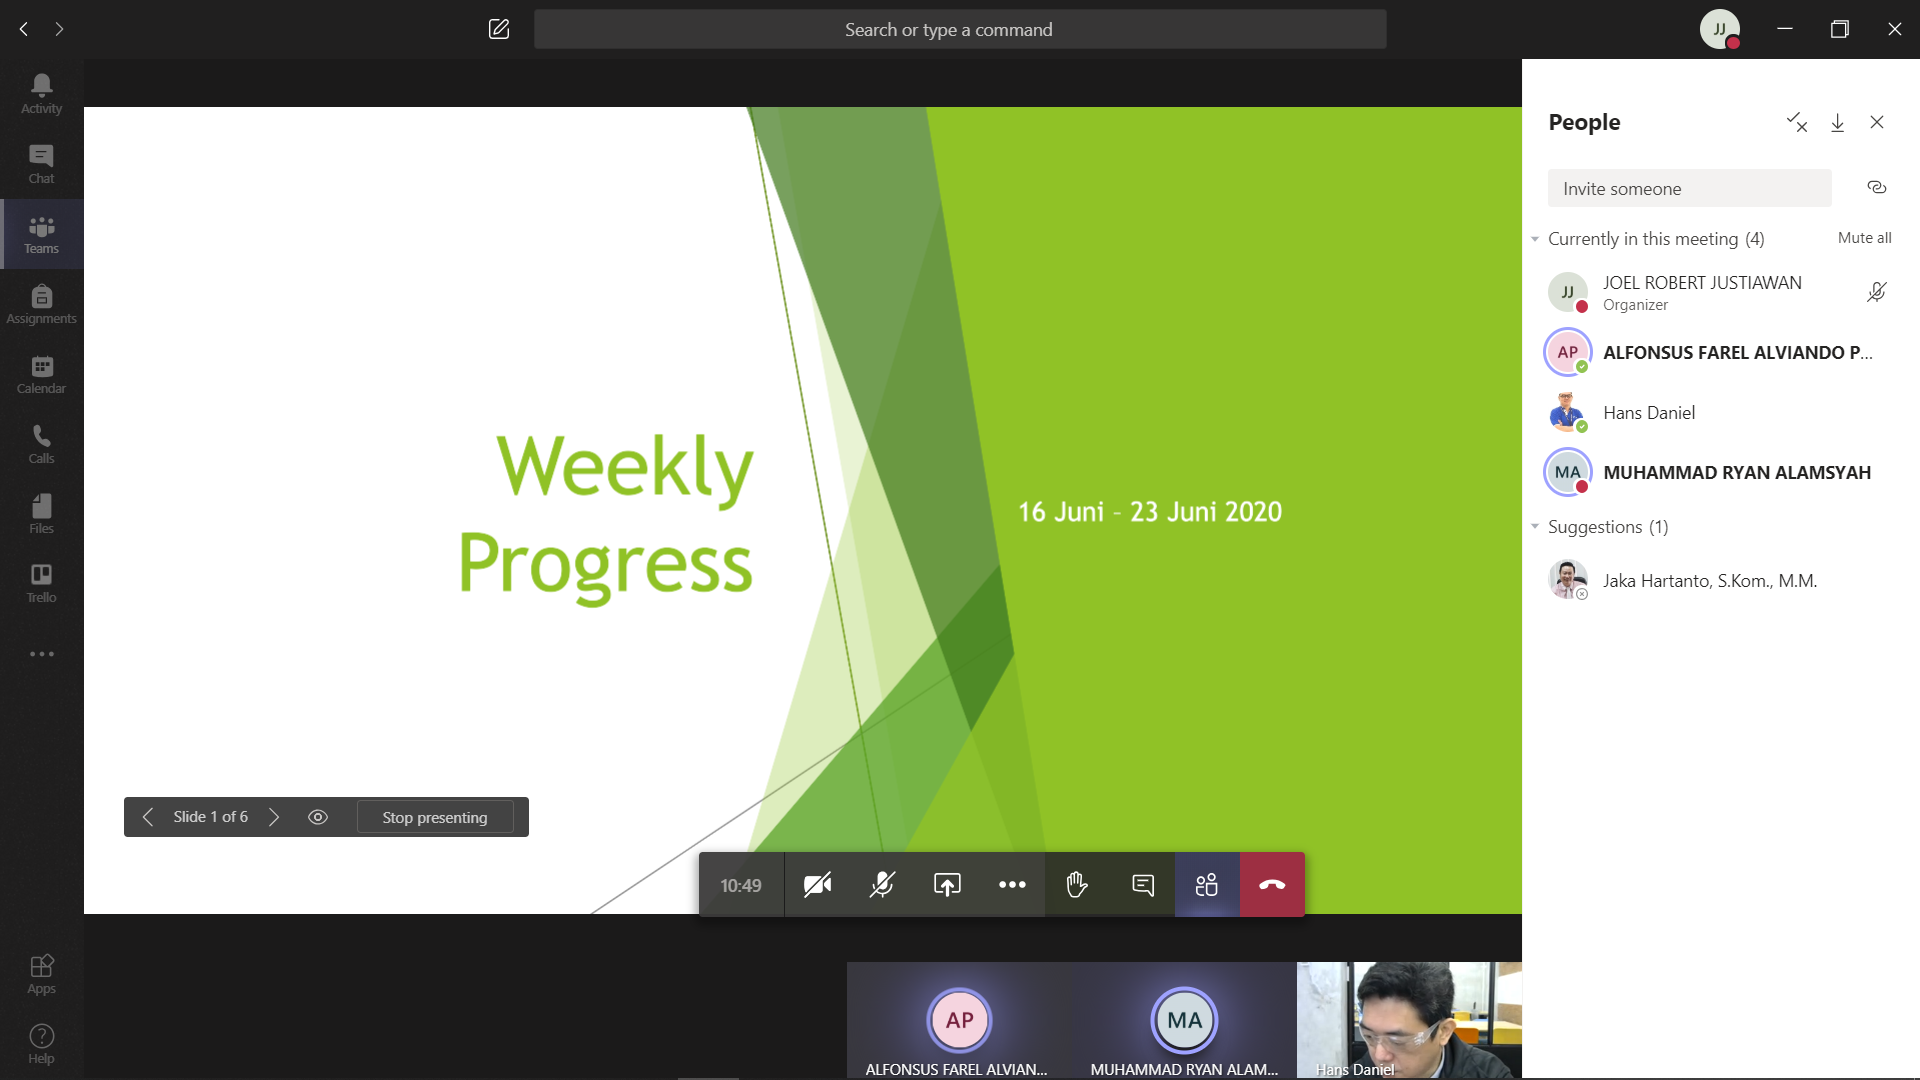 Search or type a command
JJ
Activity
Chat
Teams
Assignments
Calendar
Calls
Files
Trello
Apps
Help
Weekly
Progress
16 Juni - 23 Juni 2020
Slide 1 of 6
Stop presenting
10:49
AP
ALFONSUS FAREL ALVIAN...
MA
MUHAMMAD RYAN ALAM...
Hans Daniel
People
Invite someone
Currently in this meeting (4)
Mute all
JJ
JOEL ROBERT JUSTIAWAN
Organizer
AP
ALFONSUS FAREL ALVIANDO P...
Hans Daniel
MA
MUHAMMAD RYAN ALAMSYAH
Suggestions (1)
Jaka Hartanto, S.Kom., M.M.